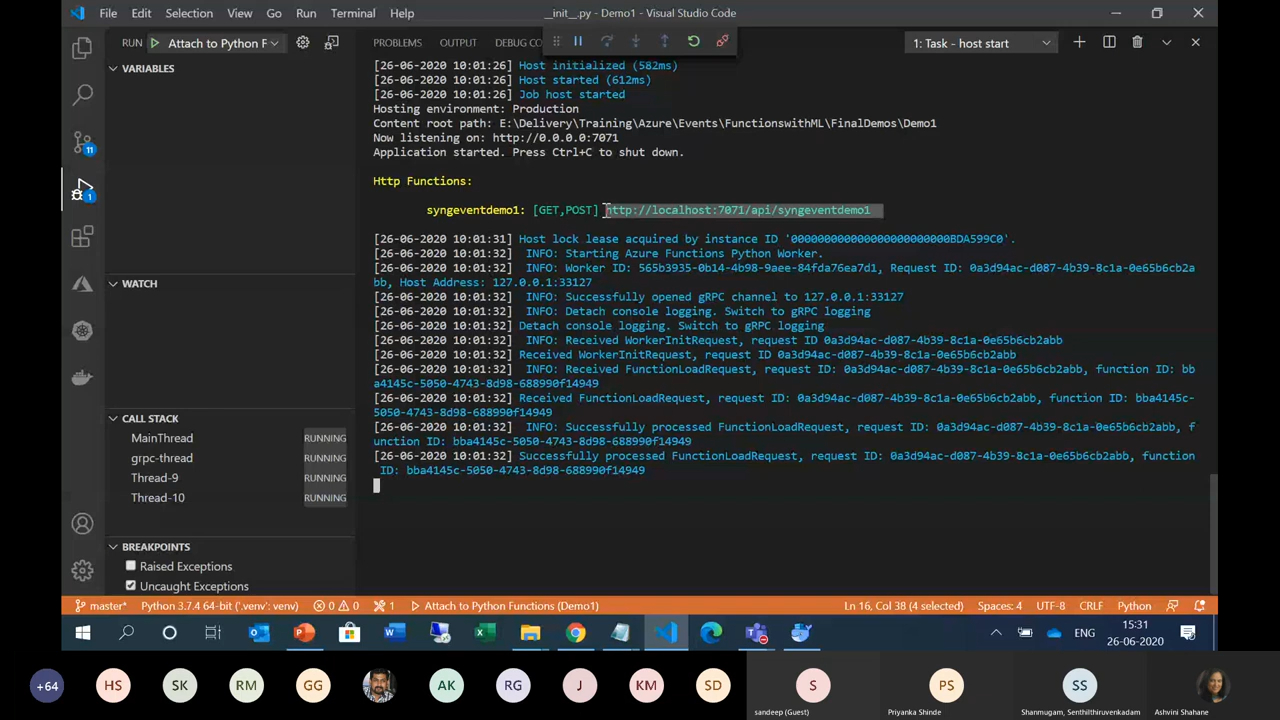 File Edit Selection View Go Run Terminal Help
__init__.py - Demo1 - Visual Studio Code
RUN Attach to Python F
PROBLEMS OUTPUT DEBUG CO
1: Task - host start
VARIABLES
WATCH
CALL STACK
MainThread RUNNING
grpc-thread RUNNING
Thread-9 RUNNING
Thread-10 RUNNING
BREAKPOINTS
Raised Exceptions
Uncaught Exceptions
11
1
[26-06-2020 10:01:26] Host initialized (582ms)
[26-06-2020 10:01:26] Host started (612ms)
[26-06-2020 10:01:26] Job host started
Hosting environment: Production
Content root path: E:\Delivery\Training\Azure\Events\FunctionswithML\FinalDemos\Demo1
Now listening on: http://0.0.0.0:7071
Application started. Press Ctrl+C to shut down.
Http Functions:
syngeventdemo1: [GET,POST] http://localhost:7071/api/syngeventdemo1
[26-06-2020 10:01:31] Host lock lease acquired by instance ID '000000000000000000000000BDA599C0'.
[26-06-2020 10:01:32] INFO: Starting Azure Functions Python Worker.
[26-06-2020 10:01:32] INFO: Worker ID: 565b3935-0b14-4b98-9aee-84fda76ea7d1, Request ID: 0a3d94ac-d087-4b39-8c1a-0e65b6cb2a
bb, Host Address: 127.0.0.1:33127
[26-06-2020 10:01:32] INFO: Successfully opened gRPC channel to 127.0.0.1:33127
[26-06-2020 10:01:32] INFO: Detach console logging. Switch to gRPC logging
[26-06-2020 10:01:32] Detach console logging. Switch to gRPC logging
[26-06-2020 10:01:32] INFO: Received WorkerInitRequest, request ID 0a3d94ac-d087-4b39-8c1a-0e65b6cb2abb
[26-06-2020 10:01:32] Received WorkerInitRequest, request ID 0a3d94ac-d087-4b39-8c1a-0e65b6cb2abb
[26-06-2020 10:01:32] INFO: Received FunctionLoadRequest, request ID: 0a3d94ac-d087-4b39-8c1a-0e65b6cb2abb, function ID: bb
a4145c-5050-4743-8d98-688990f14949
[26-06-2020 10:01:32] Received FunctionLoadRequest, request ID: 0a3d94ac-d087-4b39-8c1a-0e65b6cb2abb, function ID: bba4145c-
5050-4743-8d98-688990f14949
[26-06-2020 10:01:32] INFO: Successfully processed FunctionLoadRequest, request ID: 0a3d94ac-d087-4b39-8c1a-0e65b6cb2abb, f
unction ID: bba4145c-5050-4743-8d98-688990f14949
[26-06-2020 10:01:32] Successfully processed FunctionLoadRequest, request ID: 0a3d94ac-d087-4b39-8c1a-0e65b6cb2abb, function
ID: bba4145c-5050-4743-8d98-688990f14949
master* Python 3.7.4 64-bit ('.venv': venv) 0 0 1 Attach to Python Functions (Demo1) Ln 16, Col 38 (4 selected) Spaces: 4 UTF-8 CRLF Python
ENG
15:31
26-06-2020
+64 HS SK RM GG AK RG J KM SD S PS SS
sandeep (Guest) Priyanka Shinde Shanmugam, Senthilthiruvenkadam Ashvini Shahane